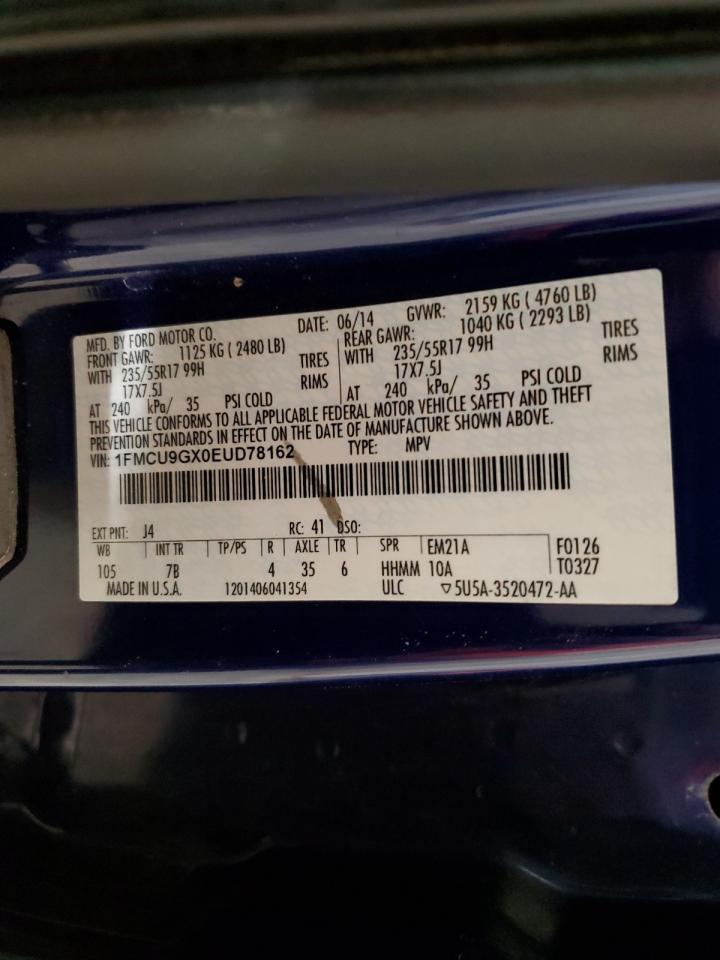 MFD. BY FORD MOTOR CO. DATE: 06/14 GVWR: 2159 KG ( 4760 LB)
FRONT GAWR: 1125 KG ( 2480 LB) REAR GAWR: 1040 KG ( 2293 LB)
WITH 235/55R17 99H TIRES WITH 235/55R17 99H TIRES
17X7.5J RIMS 17X7.5J RIMS
AT 240 kPa/ 35 PSI COLD AT 240 kPa/ 35 PSI COLD
THIS VEHICLE CONFORMS TO ALL APPLICABLE FEDERAL MOTOR VEHICLE SAFETY AND THEFT
PREVENTION STANDARDS IN EFFECT ON THE DATE OF MANUFACTURE SHOWN ABOVE.
VIN: 1FMCU9GX0EUD78162 TYPE: MPV
EXT PNT: J4 RC: 41 DSO:
WB INT TR TP/PS R AXLE TR SPR EM21A F0126
105 7B 4 35 6 HHMM 10A T0327
MADE IN U.S.A. 1201406041354 ULC ▽5U5A-3520472-AA